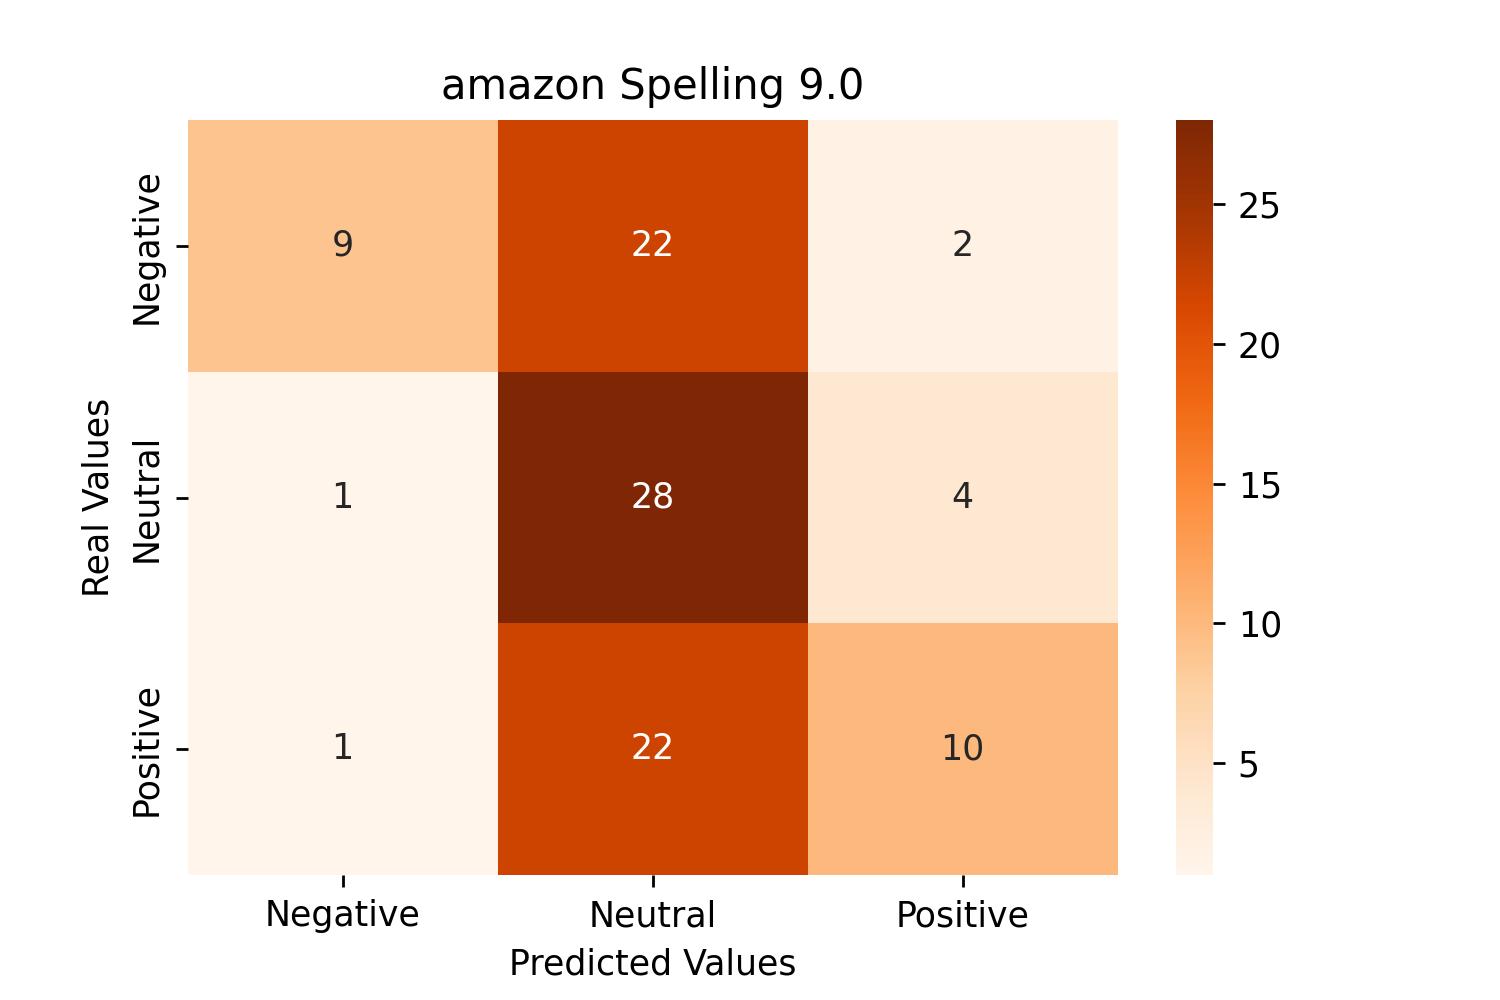 amazon Spelling 9.0
Real Values
Negative
9 22 2
Neutral
1 28 4
Positive
1 22 10
Negative Neutral Positive
Predicted Values
25
20
15
10
5